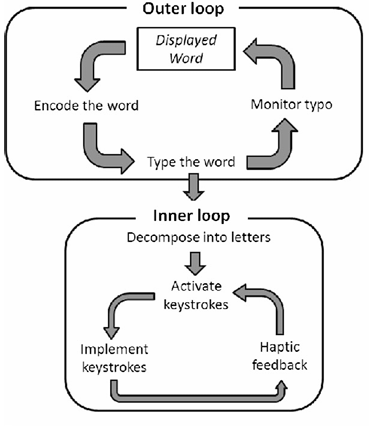 Outer loop
Displayed
Word
Encode the word
Monitor typo
Type the word
Inner loop
Decompose into letters
Activate
keystrokes
Implement
keystrokes
Haptic
feedback